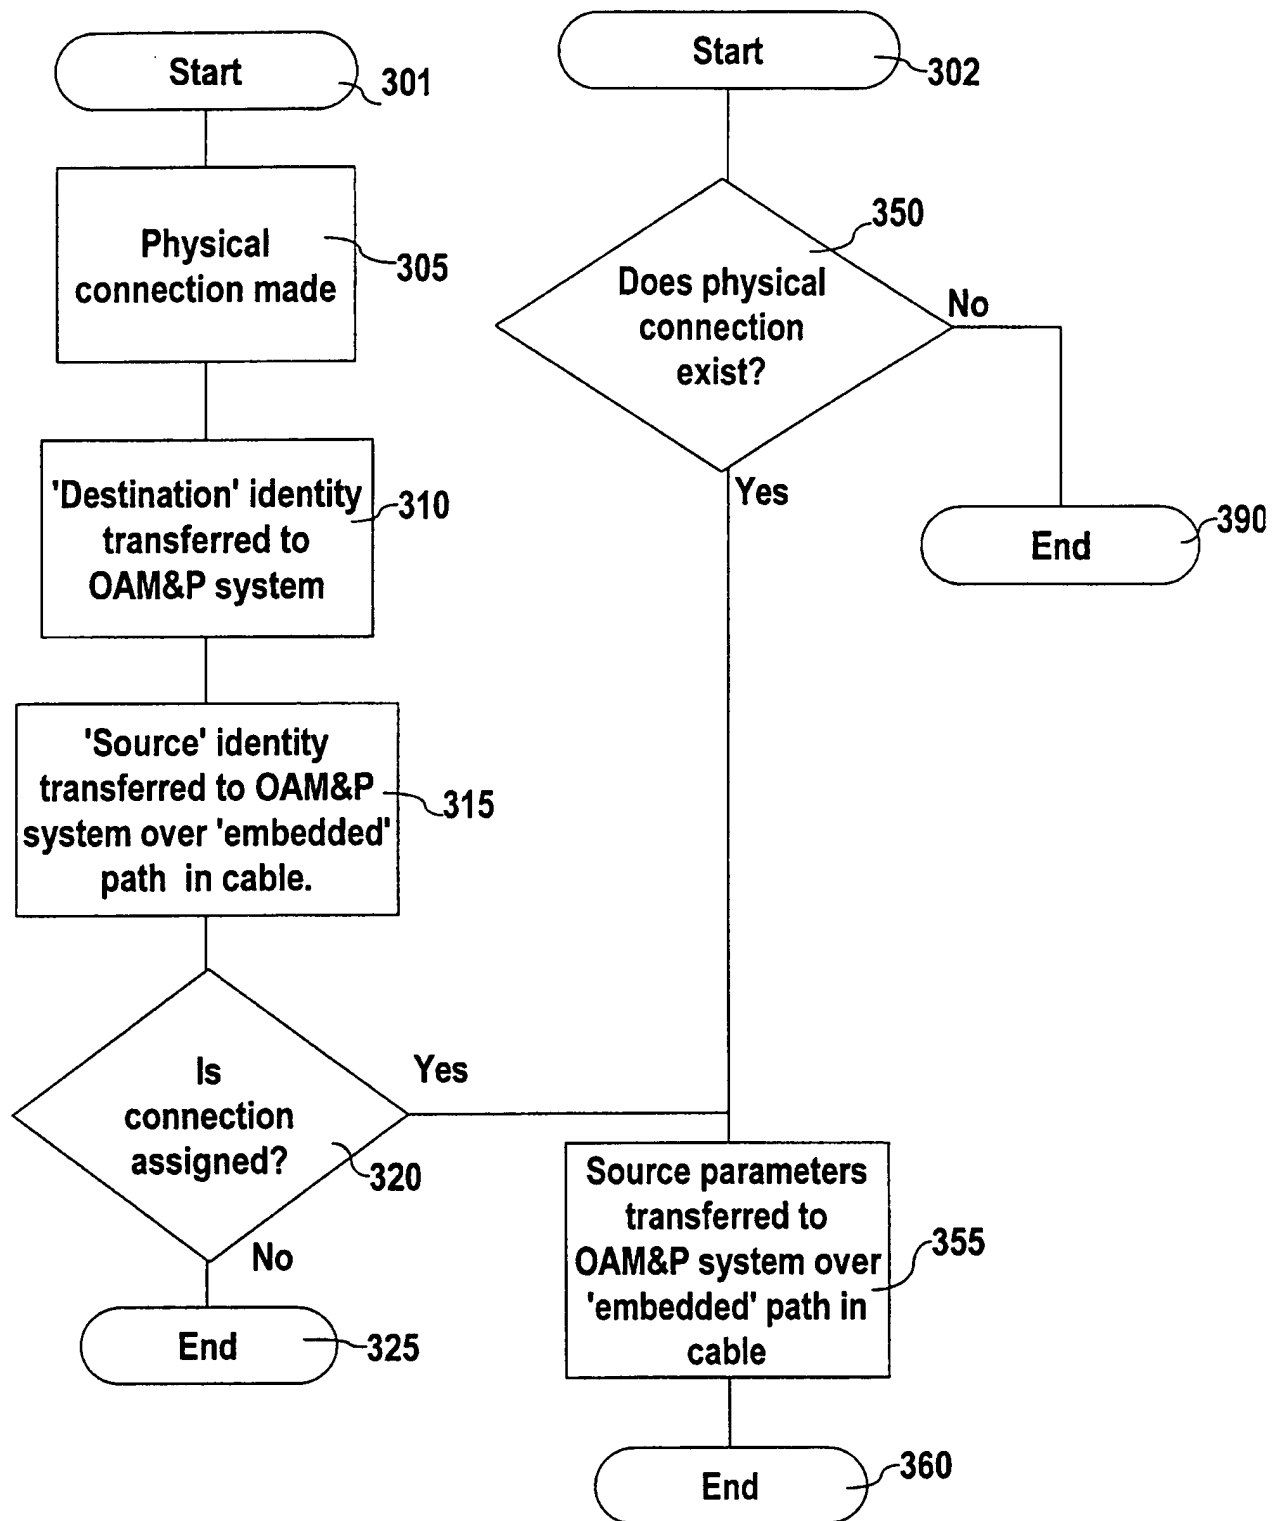 Start
301
Physical
connection made
305
'Destination' identity
transferred to
OAM&P system
310
'Source' identity
transferred to OAM&P
system over 'embedded'
path in cable.
315
Is
connection
assigned?
320
Yes
No
End
325
Start
302
Does physical
connection
exist?
350
No
Yes
End
390
Source parameters
transferred to
OAM&P system over
'embedded' path in
cable
355
End
360